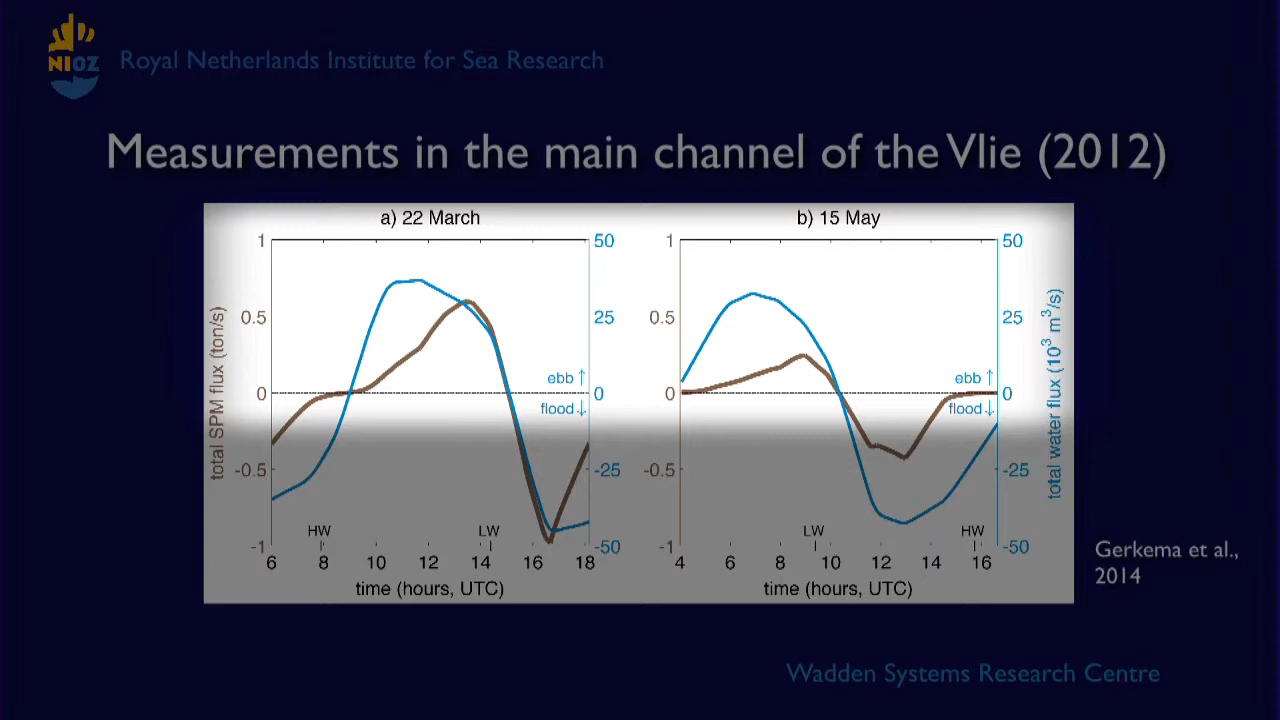 NIOZ
Royal Netherlands Institute for Sea Research
Measurements in the main channel of the Vlie (2012)
a) 22 March
b) 15 May
total SPM flux (ton/s)
1
0.5
0
-0.5
-1
50
25
0
-25
-50
ebb ↑
flood ↓
HW
LW
6 8 10 12 14 16 18
time (hours, UTC)
1
0.5
0
-0.5
-1
50
25
0
-25
-50
ebb ↑
flood ↓
LW
HW
4 6 8 10 12 14 16
time (hours, UTC)
total water flux (10³ m³/s)
Gerkema et al.,
2014
Wadden Systems Research Centre